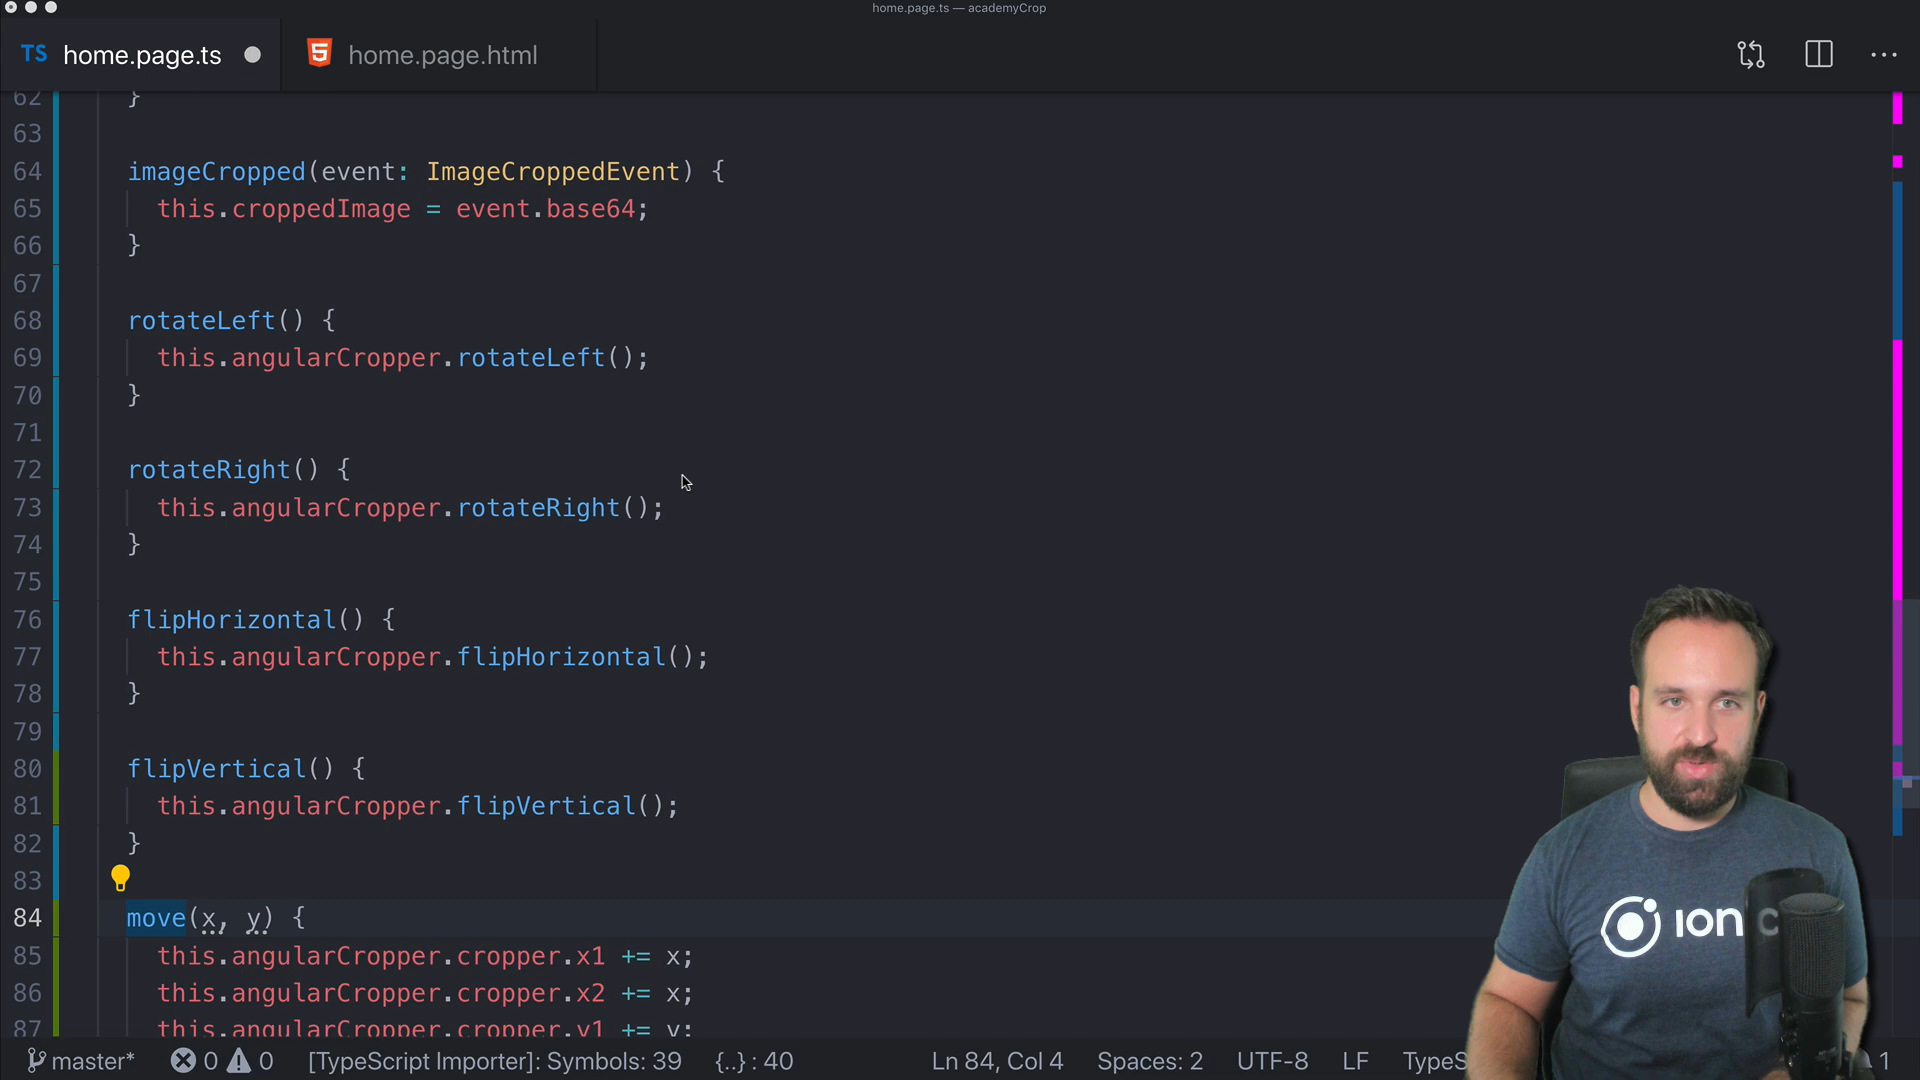 home.page.ts — academyCrop
TS home.page.ts
5 home.page.html
62 }
63
64 imageCropped(event: ImageCroppedEvent) {
65 this.croppedImage = event.base64;
66 }
67
68 rotateLeft() {
69 this.angularCropper.rotateLeft();
70 }
71
72 rotateRight() {
73 this.angularCropper.rotateRight();
74 }
75
76 flipHorizontal() {
77 this.angularCropper.flipHorizontal();
78 }
79
80 flipVertical() {
81 this.angularCropper.flipVertical();
82 }
83
84 move(x, y) {
85 this.angularCropper.cropper.x1 += x;
86 this.angularCropper.cropper.x2 += x;
87 this.angularCropper.cropper.y1 += y;
ION C
master* 0 0 [TypeScript Importer]: Symbols: 39 {..} : 40 Ln 84, Col 4 Spaces: 2 UTF-8 LF TypeS 1